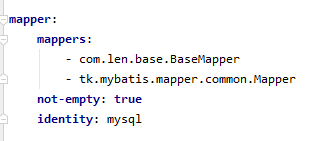 mapper:
    mappers:
        - com.len.base.BaseMapper
        - tk.mybatis.mapper.common.Mapper
    not-empty: true
    identity: mysql